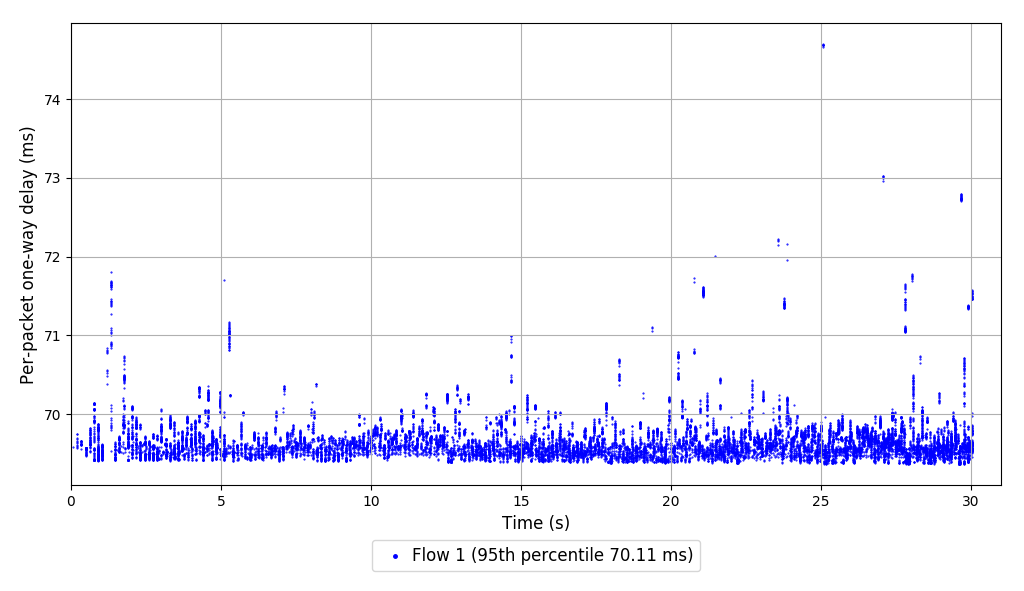 Per-packet one-way delay (ms)
74
73
72
71
70
0 5 10 15 20 25 30
Time (s)
Flow 1 (95th percentile 70.11 ms)